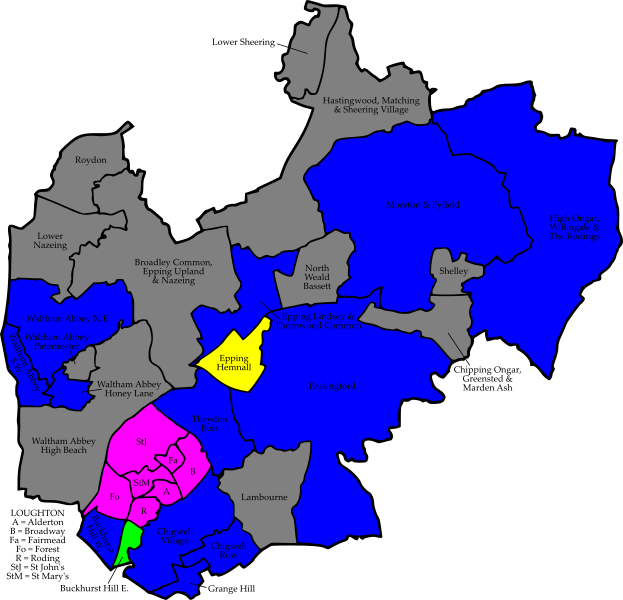 Lower Sheering
Hastingwood, Matching
& Sheering Village
Roydon
Lower
Nazeing
Broadley Common,
Epping Upland
& Nazeing
North
Weald
Bassett
Shelley
High Ongar,
Willingale &
The Rodings
Waltham Abbey N.E.
Waltham Abbey
Paternoster
Waltham Abbey
Honey Lane
Waltham Abbey
High Beach
Epping Lindsey &
Thornwood Common
Epping
Hemnall
Passingford
Chipping Ongar,
Greensted &
Marden Ash
Theydon
Bois
StJ
Fa
B
StM
A
Fo
R
Lambourne
Chigwell
Village
Chigwell
Row
Grange Hill
Buckhurst Hill E.
LOUGHTON
A = Alderton
B = Broadway
Fa = Fairmead
Fo = Forest
R = Roding
StJ = St John's
StM = St Mary's